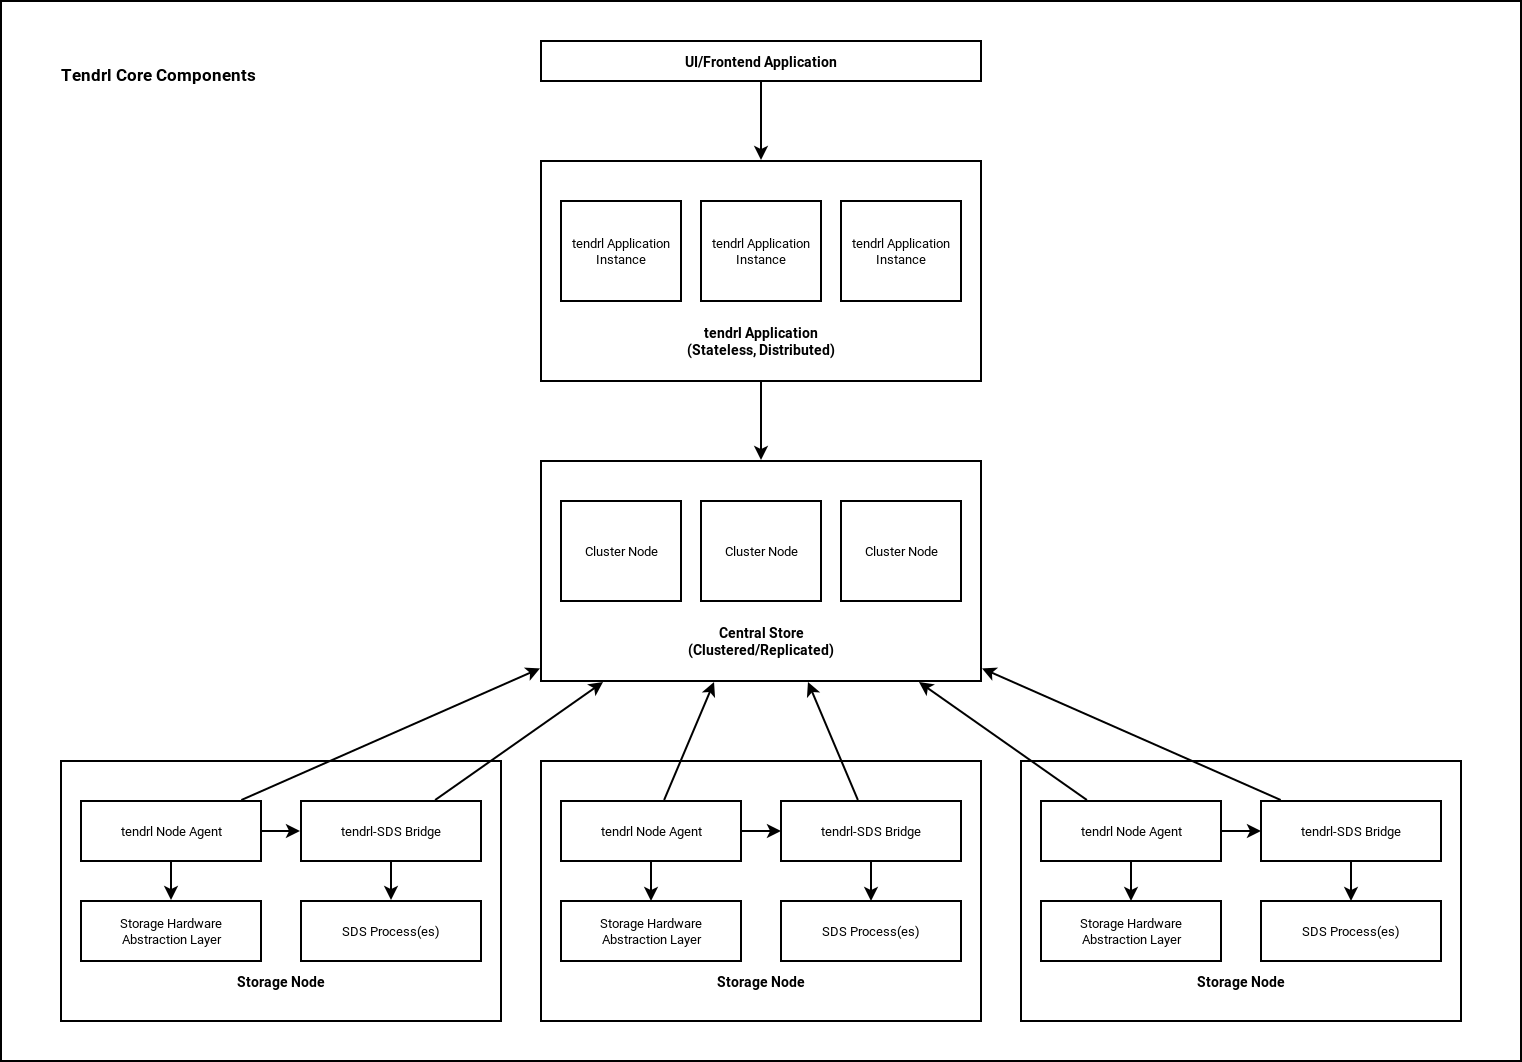 Tendrl Core Components
UI/Frontend Application
tendrl Application
Instance
tendrl Application
Instance
tendrl Application
Instance
tendrl Application
(Stateless, Distributed)
Cluster Node
Cluster Node
Cluster Node
Central Store
(Clustered/Replicated)
tendrl Node Agent
tendrl-SDS Bridge
Storage Hardware
Abstraction Layer
SDS Process(es)
Storage Node
tendrl Node Agent
tendrl-SDS Bridge
Storage Hardware
Abstraction Layer
SDS Process(es)
Storage Node
tendrl Node Agent
tendrl-SDS Bridge
Storage Hardware
Abstraction Layer
SDS Process(es)
Storage Node